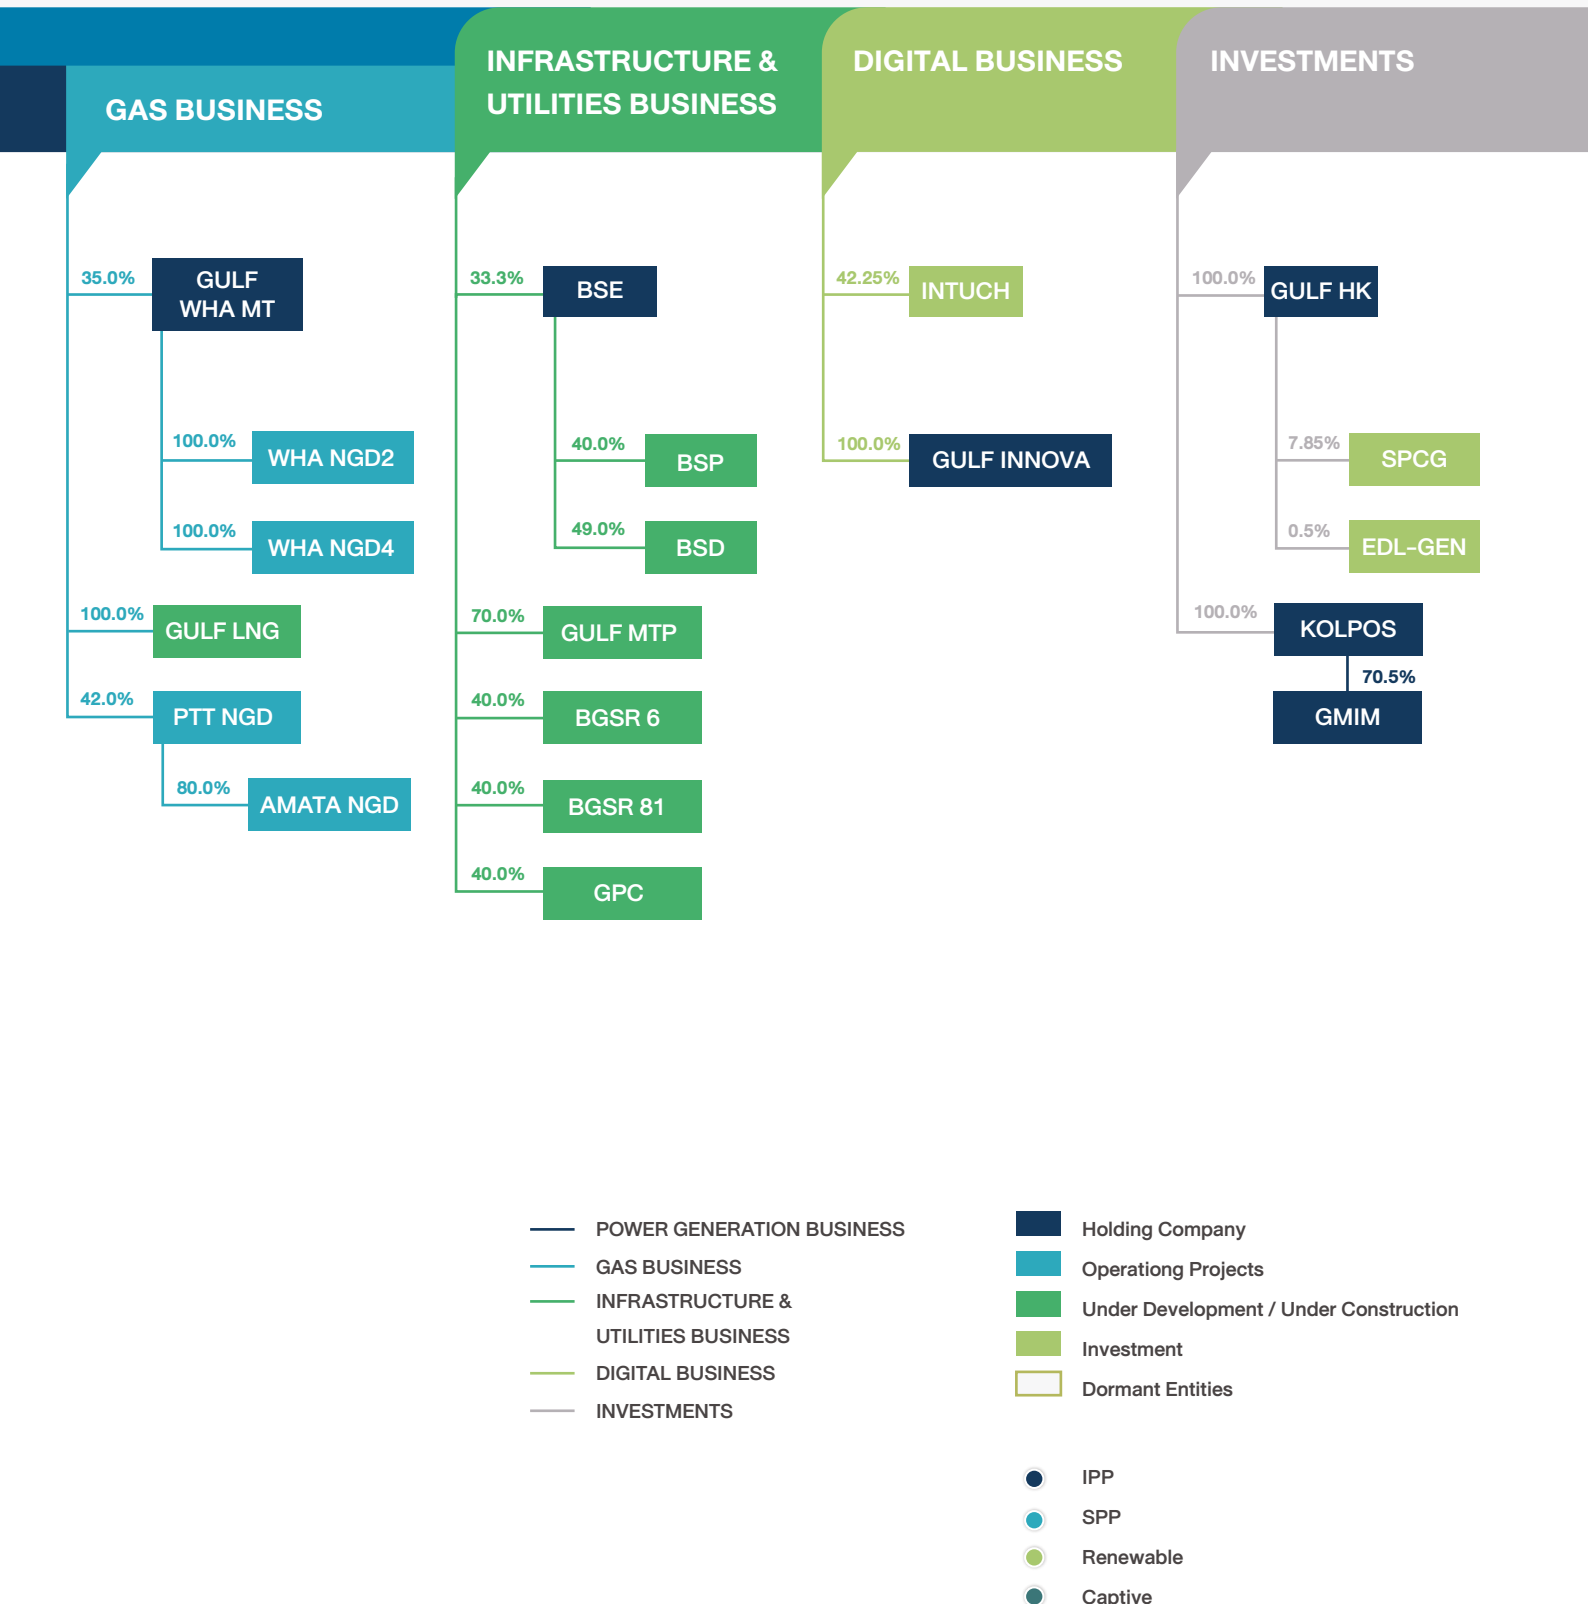 GAS BUSINESS
35.0%
GULF
WHA MT
100.0%
WHA NGD2
100.0%
WHA NGD4
100.0%
GULF LNG
42.0%
PTT NGD
80.0%
AMATA NGD
INFRASTRUCTURE &
UTILITIES BUSINESS
33.3%
BSE
40.0%
BSP
49.0%
BSD
70.0%
GULF MTP
40.0%
BGSR 6
40.0%
BGSR 81
40.0%
GPC
DIGITAL BUSINESS
42.25%
INTUCH
100.0%
GULF INNOVA
INVESTMENTS
100.0%
GULF HK
7.85%
SPCG
0.5%
EDL-GEN
100.0%
KOLPOS
70.5%
GMIM
POWER GENERATION BUSINESS
GAS BUSINESS
INFRASTRUCTURE &
UTILITIES BUSINESS
DIGITAL BUSINESS
INVESTMENTS
Holding Company
Operationg Projects
Under Development / Under Construction
Investment
Dormant Entities
IPP
SPP
Renewable
Captive